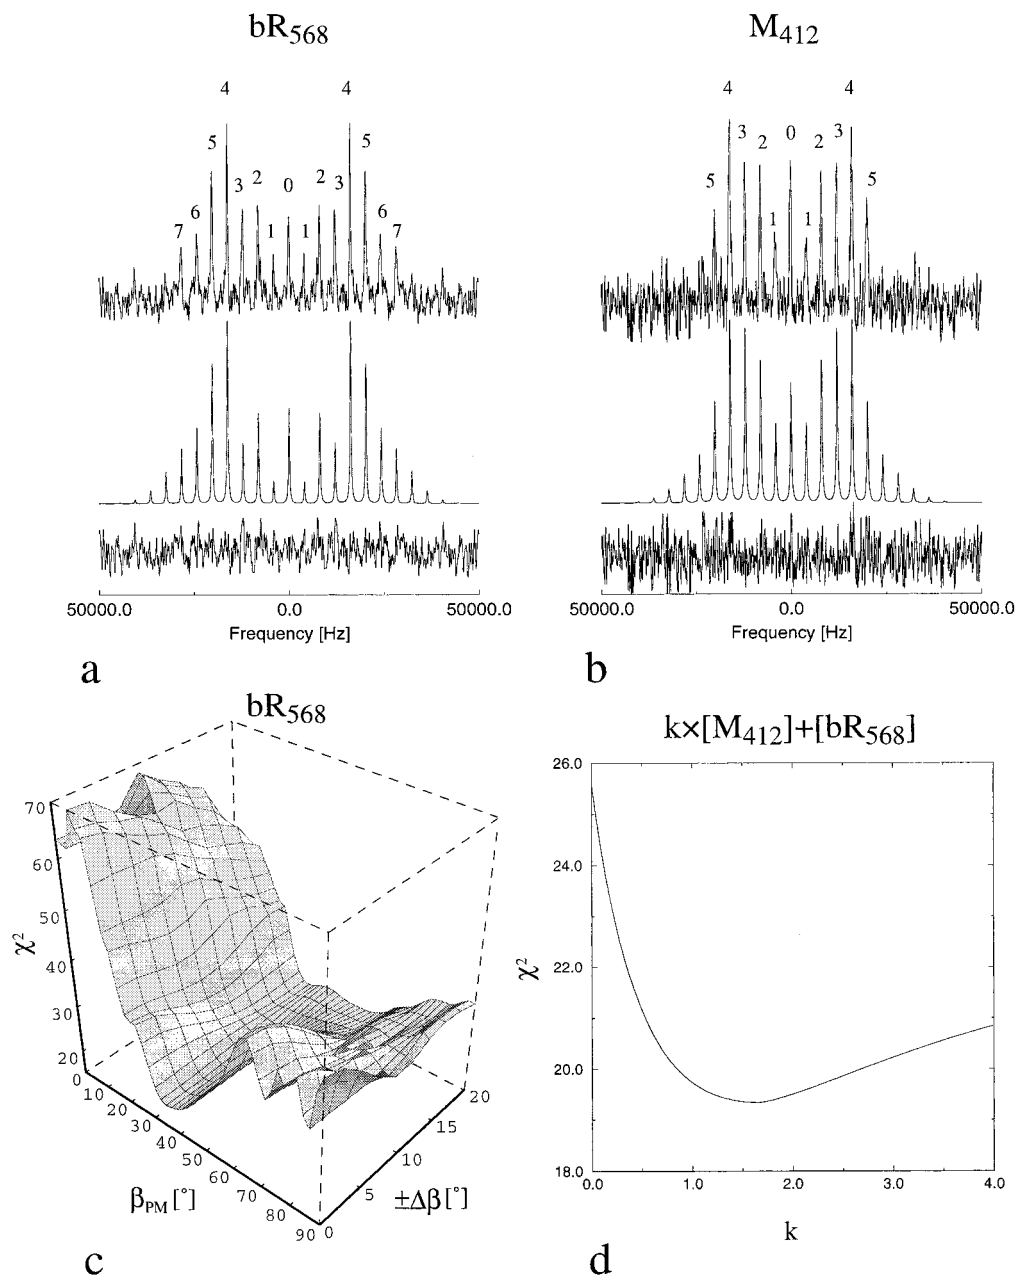 bR568
M412
4 4
5 5
3 2 0 2 3
6 6
7 1 1 7
4 4
3 2 0 2 3
5 5
1 1
50000.0 0.0 50000.0
Frequency [Hz]
50000.0 0.0 50000.0
Frequency [Hz]
a
b
bR568
70
60
50
40
30
20
χ2
0 10 20 30 40 50 60 70 80 90
βPM [°]
0 5 10 15 20
±Δβ [°]
c
k×[M412]+[bR568]
26.0
24.0
22.0
20.0
18.0
χ2
0.0 1.0 2.0 3.0 4.0
k
d